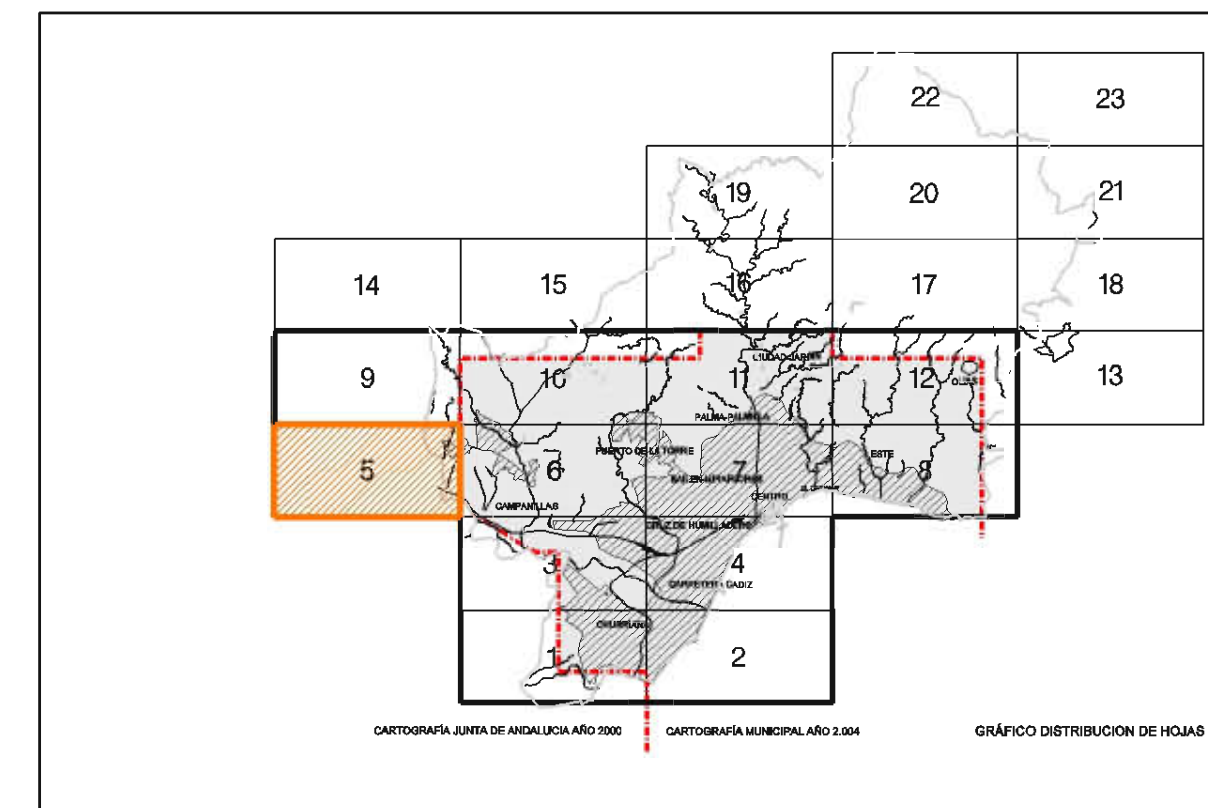 22 23
19 20 21
14 15 16 17 18
CIUDAD JARDIN
9 10 11 12 13
OLIAS
PALMA-PALMILLA
PUERTO DE LA TORRE
ESTE
5 6 7 8
BAILEN-MIRAFLORES
CENTRO
CAMPANILLAS
CRUZ DE HUMILLADERO
3 4
CARRETERA CADIZ
CHURRIANA
1 2
CARTOGRAFÍA JUNTA DE ANDALUCIA AÑO 2000
CARTOGRAFÍA MUNICIPAL AÑO 2.004
GRÁFICO DISTRIBUCION DE HOJAS